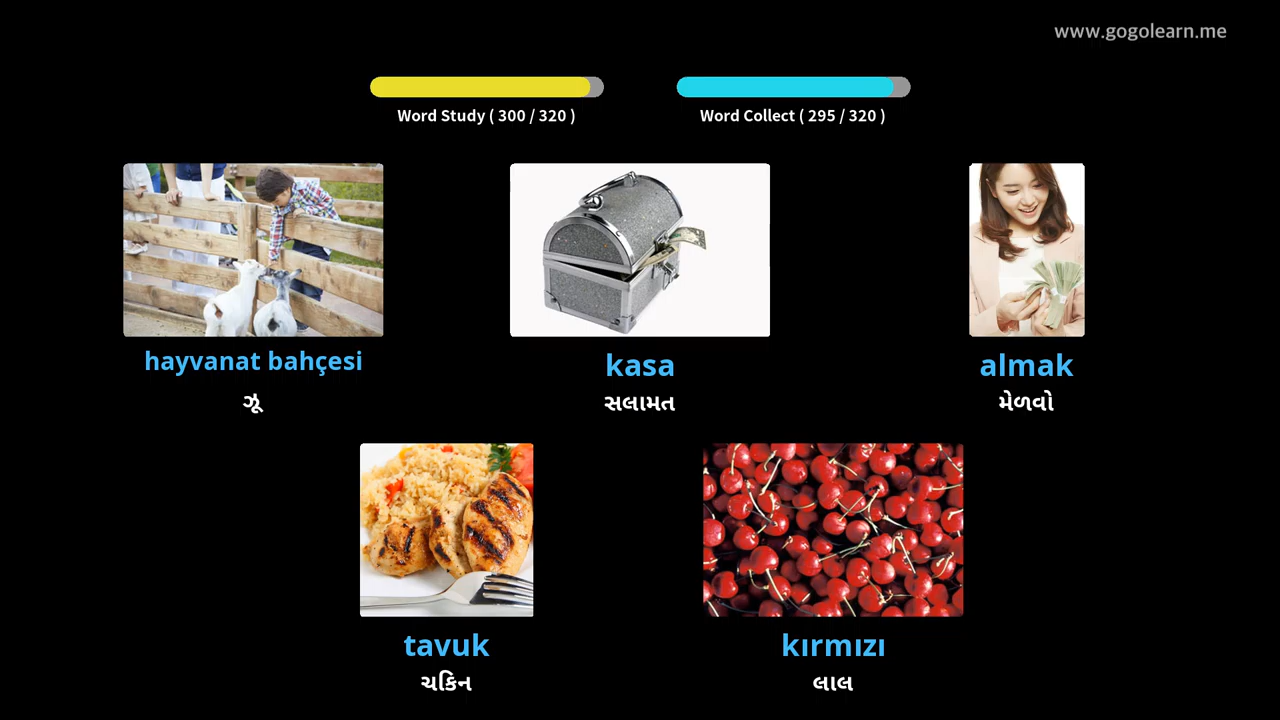 www.gogolearn.me
Word Study ( 300 / 320 )
Word Collect ( 295 / 320 )
hayvanat bahçesi
ઝૂ
kasa
સલામત
almak
મેળવો
tavuk
ચકિન
kırmızı
લાલ